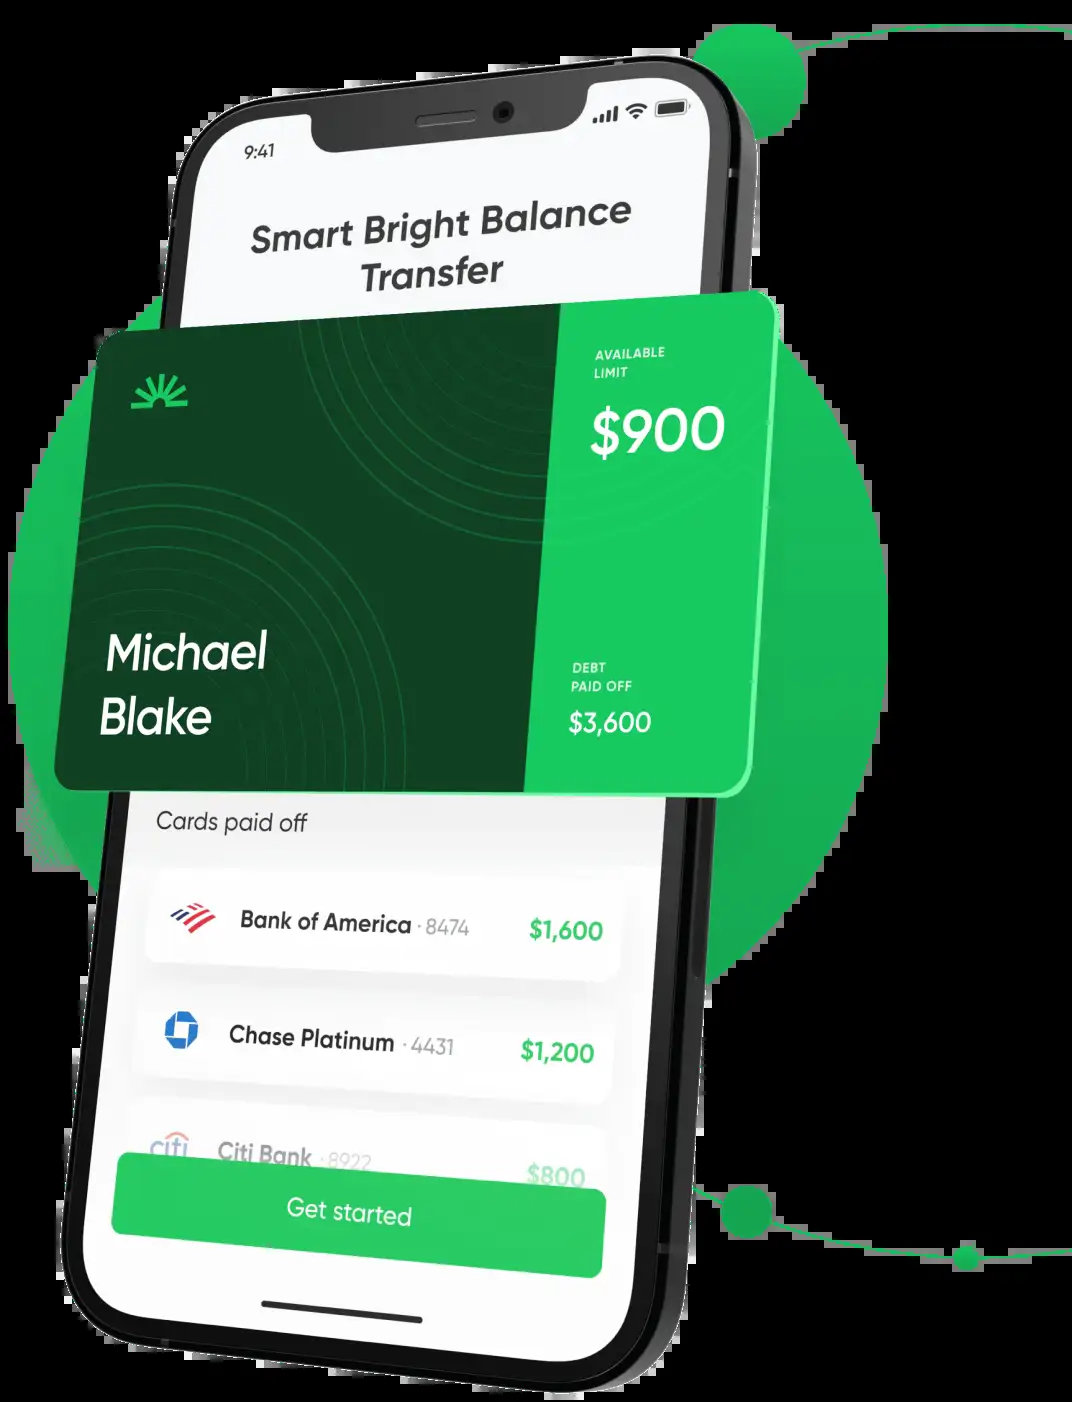 9:41
Smart Bright Balance
Transfer
AVAILABLE
LIMIT
$900
Michael
Blake
DEBT
PAID OFF
$3,600
Cards paid off
Bank of America · 8474 $1,600
Chase Platinum · 4431 $1,200
citi Citi Bank · 8922 $800
Get started